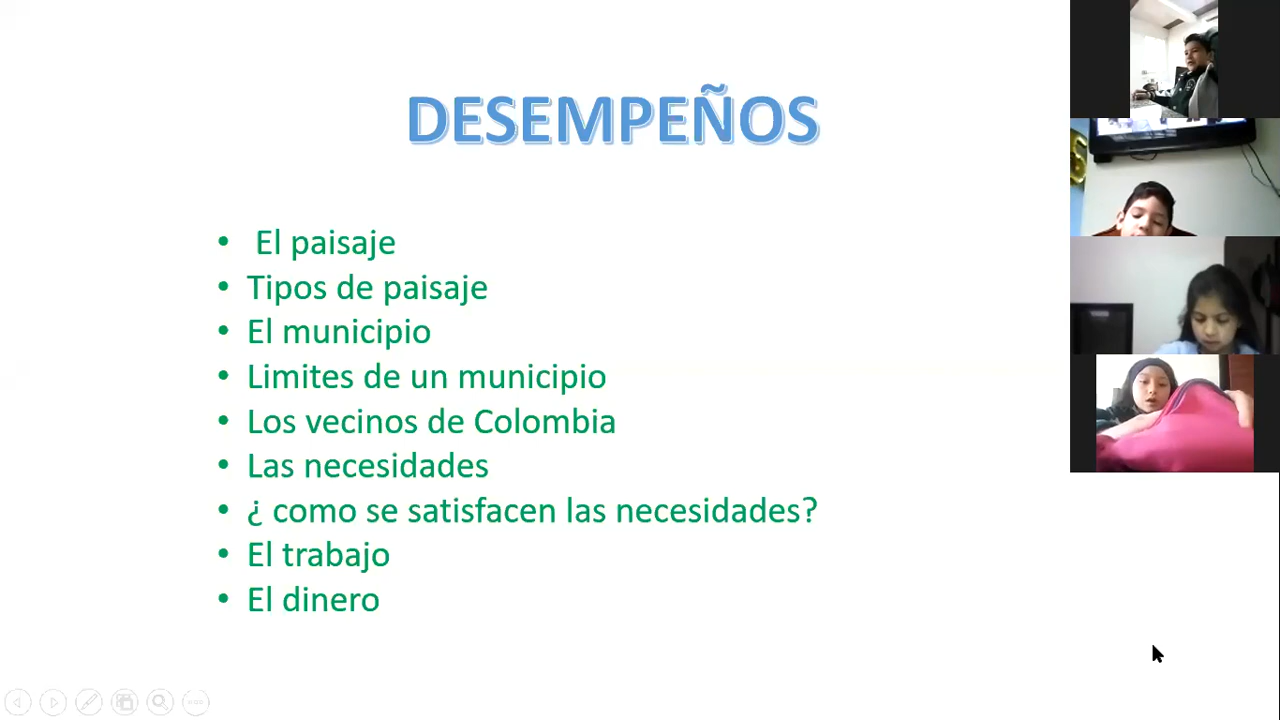 DESEMPEÑOS
• El paisaje
• Tipos de paisaje
• El municipio
• Limites de un municipio
• Los vecinos de Colombia
• Las necesidades
• ¿ como se satisfacen las necesidades?
• El trabajo
• El dinero